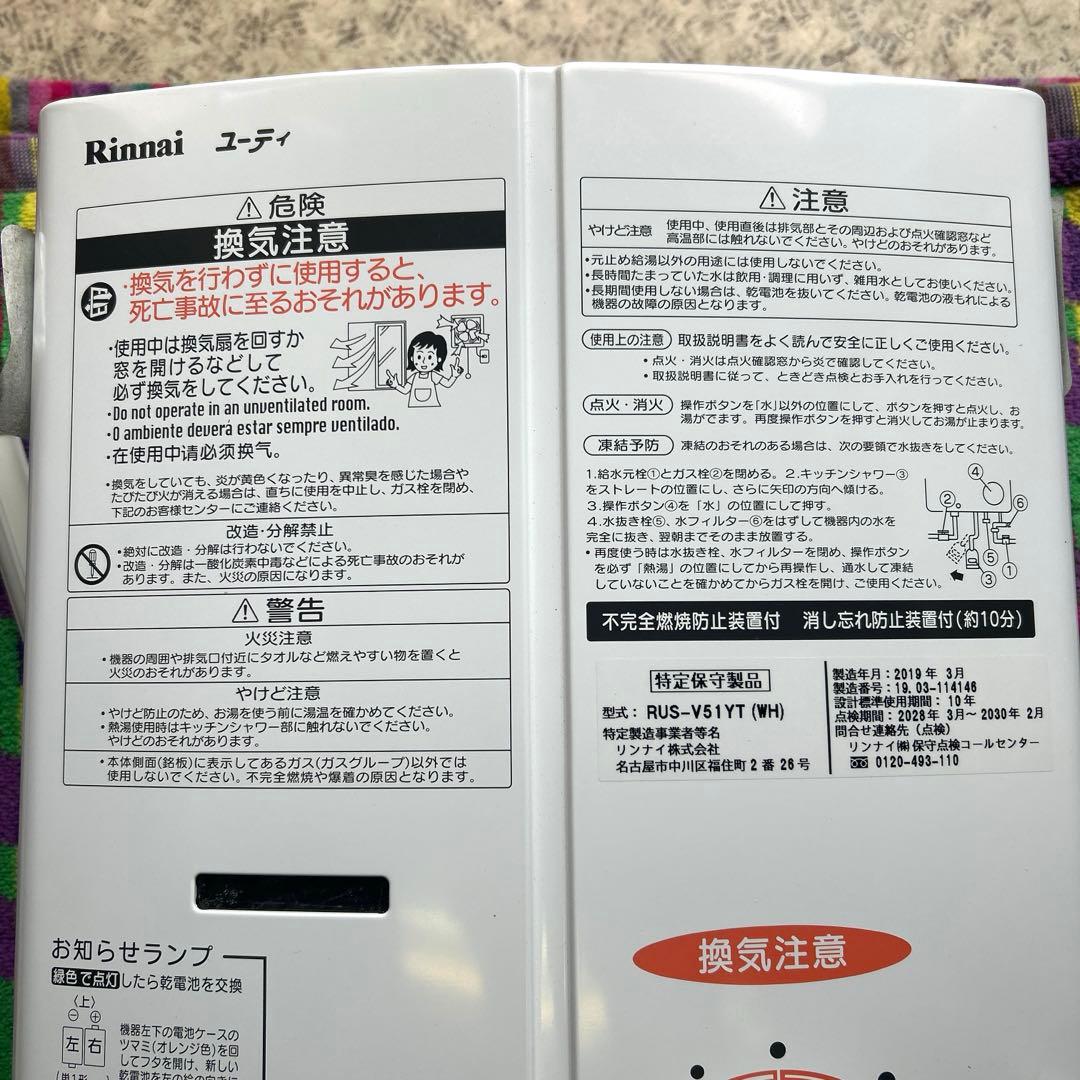 Rinnai ユーティ
⚠危険
換気注意
・換気を行わずに使用すると、
死亡事故に至るおそれがあります。
・使用中は換気扇を回すか
窓を開けるなどして
必ず換気をしてください。
・Do not operate in an unventilated room.
・O ambiente deverá estar sempre ventilado.
・在使用中请必须换气。
・換気をしていても、炎が黄色くなったり、異常臭を感じた場合や
たびたび火が消える場合は、直ちに使用を中止し、ガス栓を閉め、
下記のお客様センターにご連絡ください。
改造・分解禁止
・絶対に改造・分解は行わないでください。
・改造・分解は一酸化炭素中毒などによる死亡事故のおそれが
あります。また、火災の原因になります。
⚠警告
火災注意
・機器の周囲や排気口付近にタオルなど燃えやすい物を置くと
火災のおそれがあります。
やけど注意
・やけど防止のため、お湯を使う前に湯温を確かめてください。
・熱湯使用時はキッチンシャワー部に触れないでください。
やけどのおそれがあります。
・本体側面(銘板)に表示してあるガス(ガスグループ)以外では
使用しないでください。不完全燃焼や爆着の原因となります。
お知らせランプ
緑色で点灯したら乾電池を交換
〈上〉
⊖ ⊕
左 右
(単1形
機器左下の電池ケースの
ツマミ(オレンジ色)を回
してフタを開け、新しい
乾電池を左の絵の向きに
⚠注意
やけど注意 使用中、使用直後は排気部とその周辺および点火確認窓など
高温部には触れないでください。やけどのおそれがあります。
・元止め給湯以外の用途には使用しないでください。
・長時間たまっていた水は飲用・調理に用いず、雑用水としてお使いください。
・長期間使用しない場合は、乾電池を抜いてください。乾電池の液もれによる
機器の故障の原因となります。
使用上の注意 取扱説明書をよく読んで安全に正しくご使用ください。
・点火・消火は点火確認窓から炎で確認してください。
・取扱説明書に従って、ときどき点検とお手入れを行ってください。
点火・消火 操作ボタンを「水」以外の位置にして、ボタンを押すと点火し、お
湯がでます。再度操作ボタンを押すと消火してお湯が止まります。
凍結予防 凍結のおそれのある場合は、次の要領で水抜きをしてください。
1.給水元栓①とガス栓②を閉める。2.キッチンシャワー③
をストレートの位置にし、さらに矢印の方向へ傾ける。
3.操作ボタン④を「水」の位置にして押す。
4.水抜き栓⑤、水フィルター⑥をはずして機器内の水を
完全に抜き、翌朝までそのまま放置する。
・再度使う時は水抜き栓、水フィルターを閉め、操作ボタン
を必ず「熱湯」の位置にしてから再操作し、通水して凍結
していないことを確かめてからガス栓を開け、ご使用ください。
④
② ⑥
⑤
③ ①
不完全燃焼防止装置付 消し忘れ防止装置付(約10分)
特定保守製品
型式: RUS-V51YT (WH)
特定製造事業者等名
リンナイ株式会社
名古屋市中川区福住町2番26号
製造年月:2019年 3月
製造番号:19.03-114146
設計標準使用期間:10年
点検期間:2028年 3月〜2030年 2月
問合せ連絡先(点検)
リンナイ㈱保守点検コールセンター
0120-493-110
換気注意